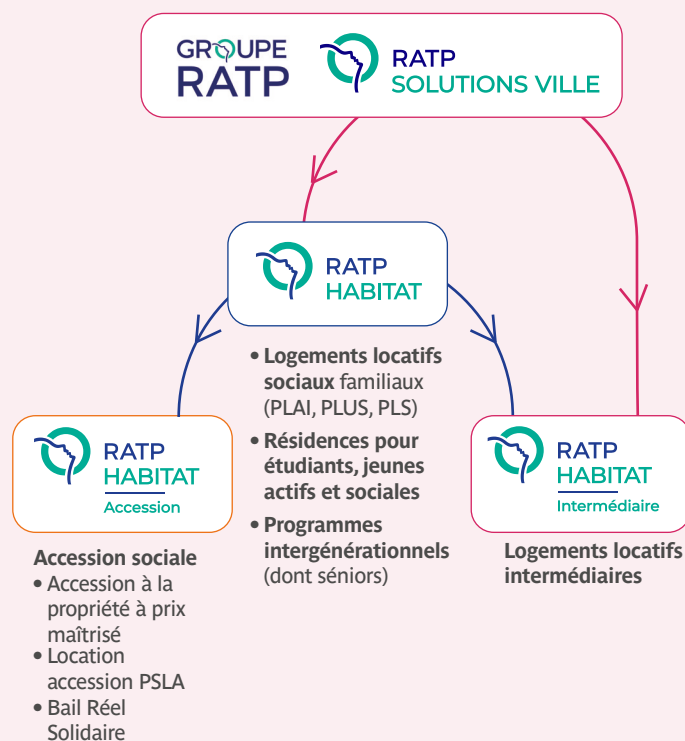 GROUPE
RATP
RATP
SOLUTIONS VILLE
RATP
HABITAT
• Logements locatifs
sociaux familiaux
(PLAI, PLUS, PLS)
• Résidences pour
étudiants, jeunes
actifs et sociales
• Programmes
intergénérationnels
(dont séniors)
RATP
HABITAT
Accession
Accession sociale
• Accession à la
propriété à prix
maîtrisé
• Location
accession PSLA
• Bail Réel
Solidaire
RATP
HABITAT
Intermédiaire
Logements locatifs
intermédiaires